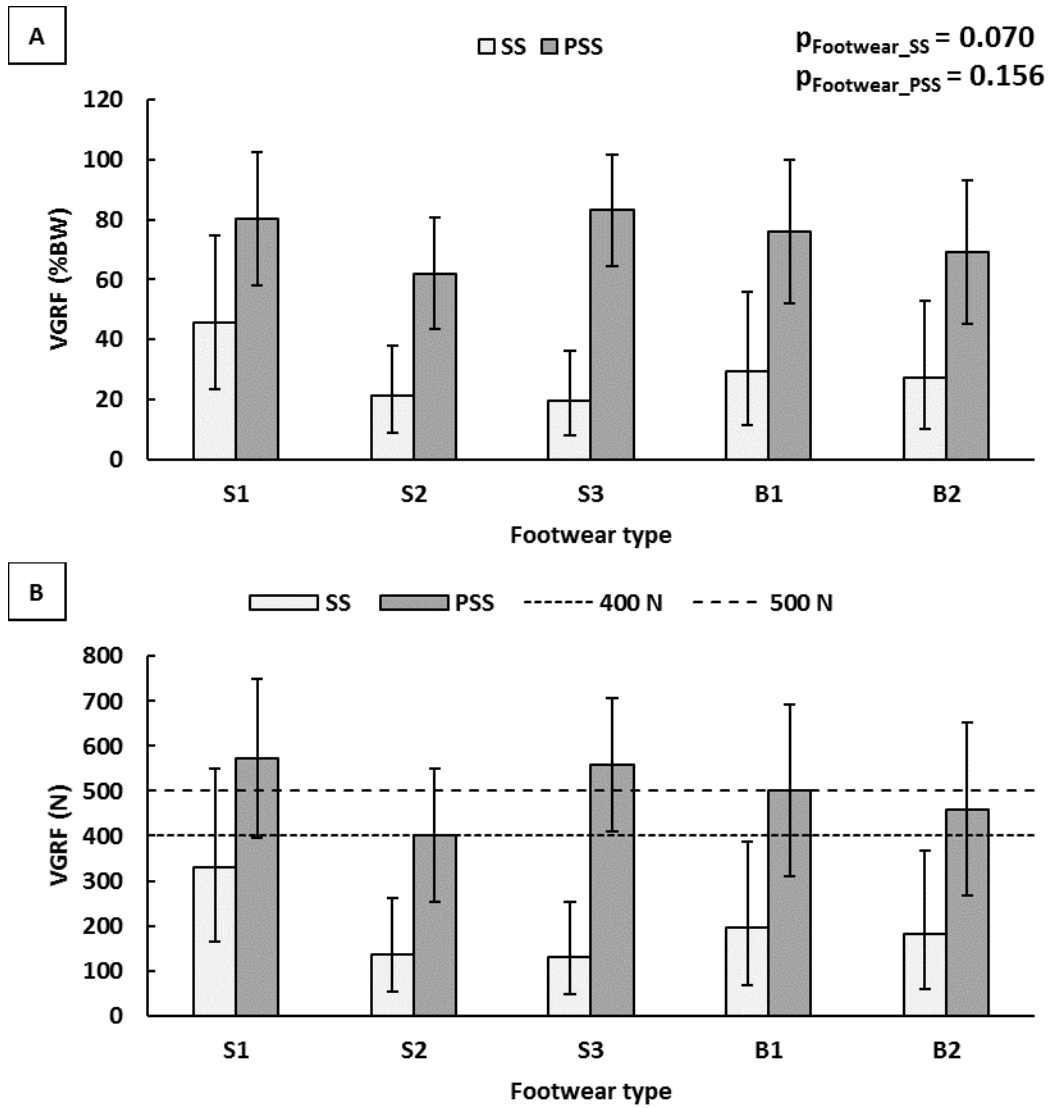 A
SS PSS
pFootwear_SS = 0.070
pFootwear_PSS = 0.156
VGRF (%BW)
120
100
80
60
40
20
0
S1 S2 S3 B1 B2
Footwear type
B
SS PSS 400 N 500 N
VGRF (N)
800
700
600
500
400
300
200
100
0
S1 S2 S3 B1 B2
Footwear type